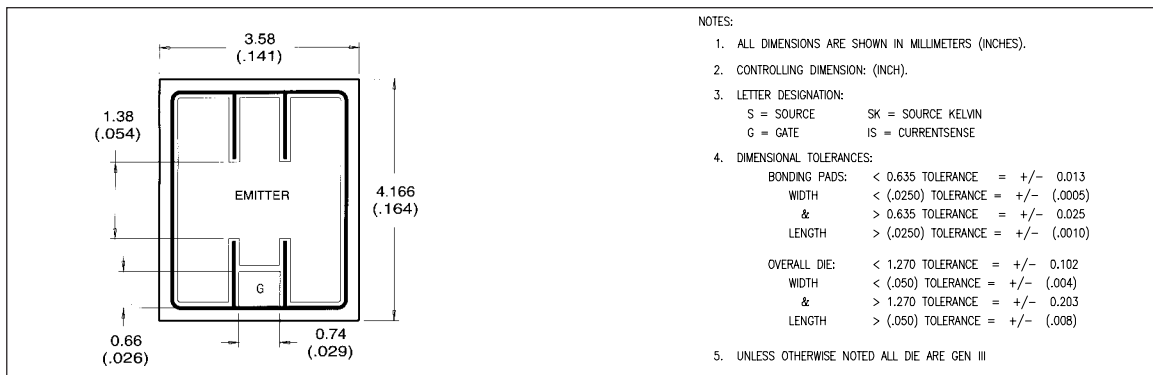 3.58
(.141)
1.38
(.054)
EMITTER
4.166
(.164)
G
0.66
(.026)
0.74
(.029)
NOTES:
1. ALL DIMENSIONS ARE SHOWN IN MILLIMETERS (INCHES).
2. CONTROLLING DIMENSION: (INCH).
3. LETTER DESIGNATION:
S = SOURCE SK = SOURCE KELVIN
G = GATE IS = CURRENTSENSE
4. DIMENSIONAL TOLERANCES:
BONDING PADS: < 0.635 TOLERANCE = +/- 0.013
WIDTH < (.0250) TOLERANCE = +/- (.0005)
& > 0.635 TOLERANCE = +/- 0.025
LENGTH > (.0250) TOLERANCE = +/- (.0010)
OVERALL DIE: < 1.270 TOLERANCE = +/- 0.102
WIDTH < (.050) TOLERANCE = +/- (.004)
& > 1.270 TOLERANCE = +/- 0.203
LENGTH > (.050) TOLERANCE = +/- (.008)
5. UNLESS OTHERWISE NOTED ALL DIE ARE GEN III